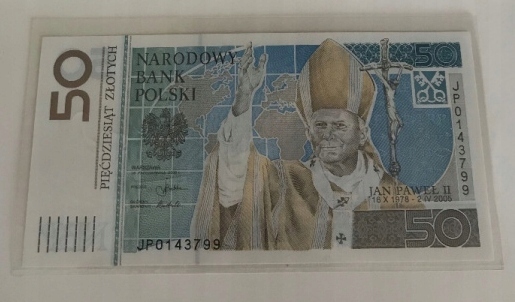 50
PIĘĆDZIESIĄT ZŁOTYCH
NARODOWY
BANK
POLSKI
50
JP0143799
JAN PAWEŁ II
16 X 1978 - 2 IV 2005
JP0143799
50